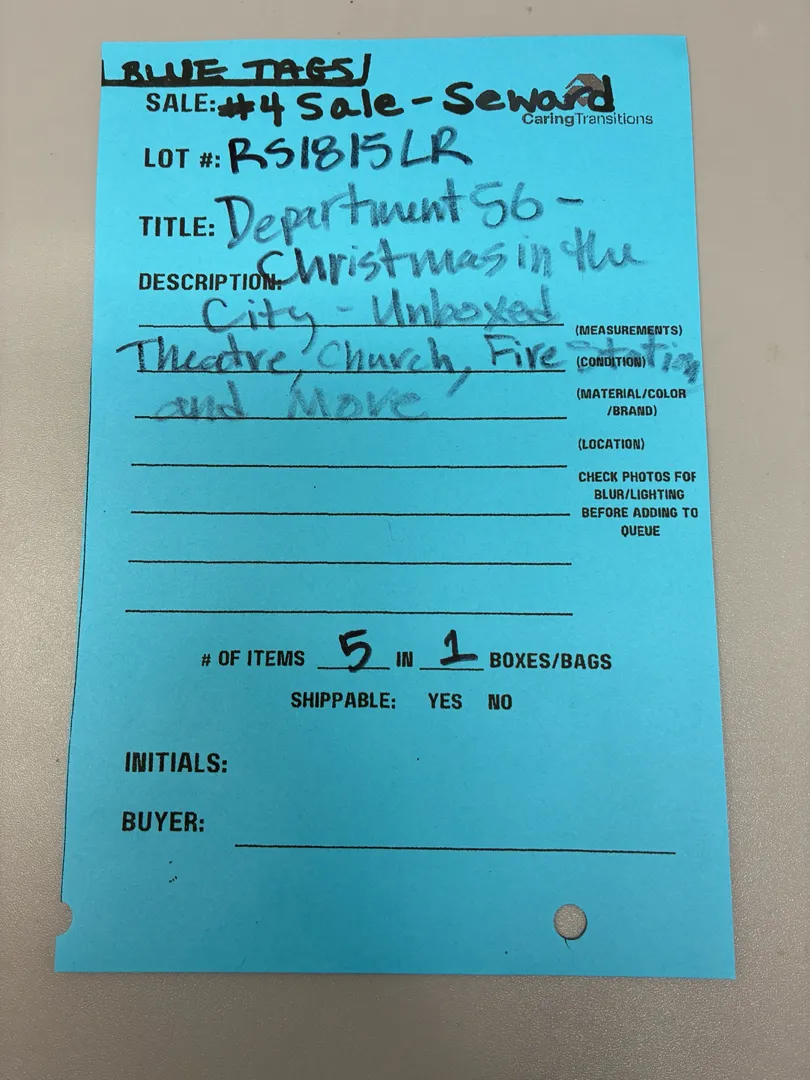 BLUE TAGS
SALE: #4 Sale - Seward
CaringTransitions
LOT #: RS1815LR
TITLE: Department 56 -
DESCRIPTION: Christmas in the
City - Unboxed
(MEASUREMENTS)
Theatre, Church, Fire Station,
(CONDITION)
and More
(MATERIAL/COLOR
/BRAND)
(LOCATION)
CHECK PHOTOS FOR
BLUR/LIGHTING
BEFORE ADDING TO
QUEUE
# OF ITEMS 5 IN 1 BOXES/BAGS
SHIPPABLE: YES NO
INITIALS:
BUYER: